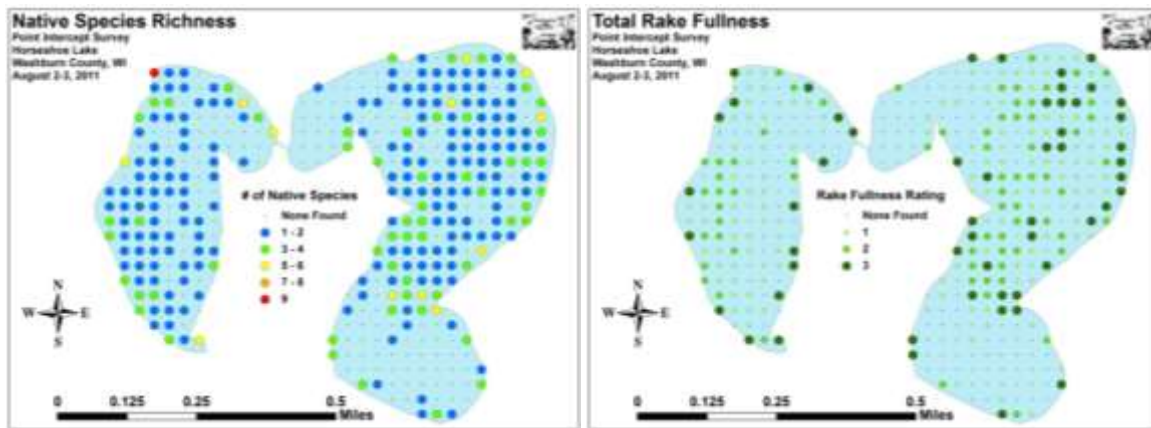 Native Species Richness
Point Intercept Survey
Horseshoe Lake
Washburn County, WI
August 2-3, 2011
# of Native Species
None Found
1 - 2
3 - 4
5 - 6
7 - 8
9
N
W E
S
0 0.125 0.25 0.5
Miles
Total Rake Fullness
Point Intercept Survey
Horseshoe Lake
Washburn County, WI
August 2-3, 2011
Rake Fullness Rating
None Found
1
2
3
N
W E
S
0 0.125 0.25 0.5
Miles